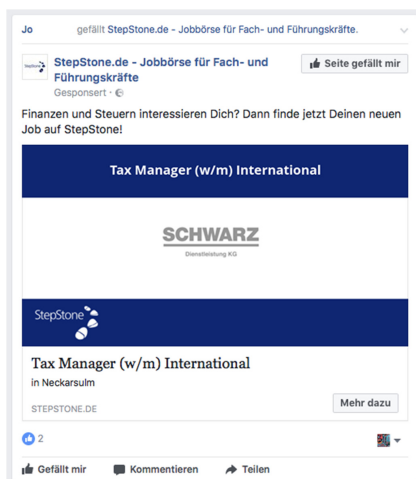 Jo gefällt StepStone.de - Jobbörse für Fach- und Führungskräfte.
StepStone.de - Jobbörse für Fach- und
Führungskräfte
Seite gefällt mir
Gesponsert ·
Finanzen und Steuern interessieren Dich? Dann finde jetzt Deinen neuen
Job auf StepStone!
Tax Manager (w/m) International
SCHWARZ
Dienstleistung KG
StepStone
Tax Manager (w/m) International
in Neckarsulm
STEPSTONE.DE
Mehr dazu
2
Gefällt mir Kommentieren Teilen